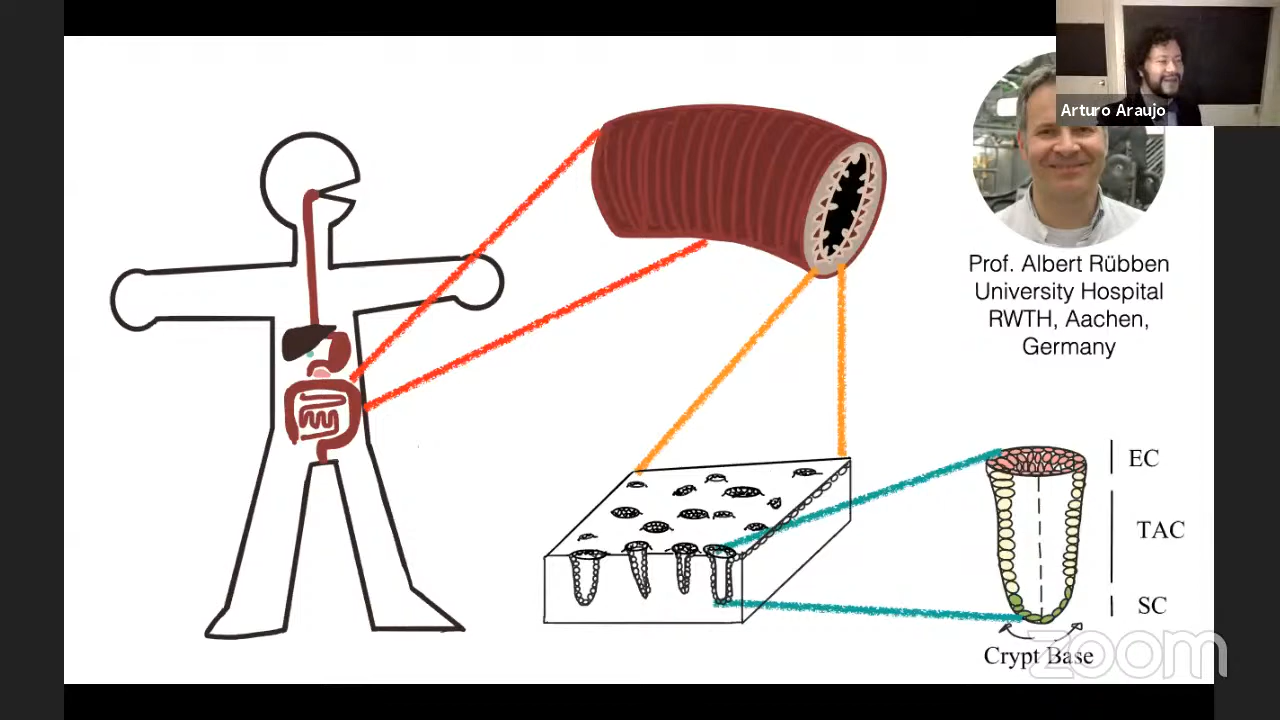 Arturo Araujo
Prof. Albert Rübben
University Hospital
RWTH, Aachen,
Germany
EC
TAC
SC
Crypt Base
zoom